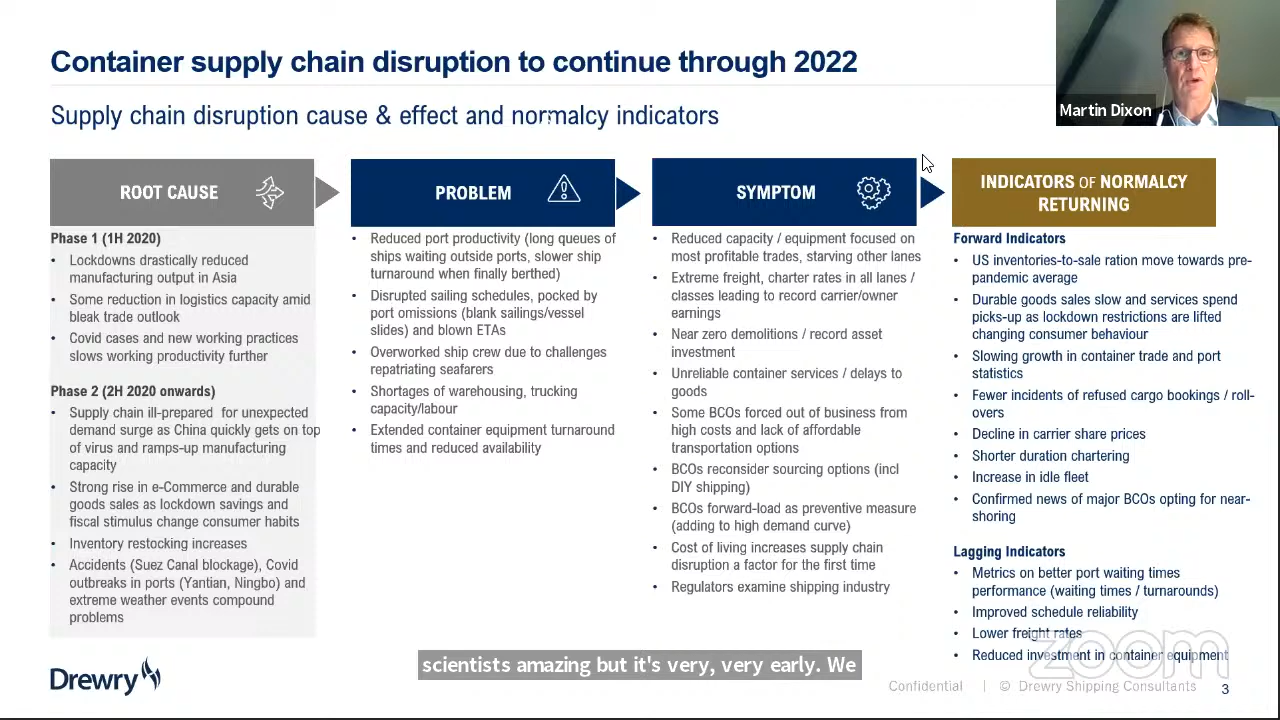 Container supply chain disruption to continue through 2022
Supply chain disruption cause & effect and normalcy indicators
Martin Dixon
ROOT CAUSE
Phase 1 (1H 2020)
• Lockdowns drastically reduced
manufacturing output in Asia
• Some reduction in logistics capacity amid
bleak trade outlook
• Covid cases and new working practices
slows working productivity further
Phase 2 (2H 2020 onwards)
• Supply chain ill-prepared for unexpected
demand surge as China quickly gets on top
of virus and ramps-up manufacturing
capacity
• Strong rise in e-Commerce and durable
goods sales as lockdown savings and
fiscal stimulus change consumer habits
• Inventory restocking increases
• Accidents (Suez Canal blockage), Covid
outbreaks in ports (Yantian, Ningbo) and
extreme weather events compound
problems
PROBLEM
• Reduced port productivity (long queues of
ships waiting outside ports, slower ship
turnaround when finally berthed)
• Disrupted sailing schedules, pocked by
port omissions (blank sailings/vessel
slides) and blown ETAs
• Overworked ship crew due to challenges
repatriating seafarers
• Shortages of warehousing, trucking
capacity/labour
• Extended container equipment turnaround
times and reduced availability
SYMPTOM
• Reduced capacity / equipment focused on
most profitable trades, starving other lanes
• Extreme freight, charter rates in all lanes /
classes leading to record carrier/owner
earnings
• Near zero demolitions / record asset
investment
• Unreliable container services / delays to
goods
• Some BCOs forced out of business from
high costs and lack of affordable
transportation options
• BCOs reconsider sourcing options (incl
DIY shipping)
• BCOs forward-load as preventive measure
(adding to high demand curve)
• Cost of living increases supply chain
disruption a factor for the first time
• Regulators examine shipping industry
INDICATORS OF NORMALCY
RETURNING
Forward Indicators
• US inventories-to-sale ration move towards pre-
pandemic average
• Durable goods sales slow and services spend
picks-up as lockdown restrictions are lifted
changing consumer behaviour
• Slowing growth in container trade and port
statistics
• Fewer incidents of refused cargo bookings / roll-
overs
• Decline in carrier share prices
• Shorter duration chartering
• Increase in idle fleet
• Confirmed news of major BCOs opting for near-
shoring
Lagging Indicators
• Metrics on better port waiting times
performance (waiting times / turnarounds)
• Improved schedule reliability
• Lower freight rates
• Reduced investment in container equipment
zoom
scientists amazing but it's very, very early. We
Drewry
Confidential | © Drewry Shipping Consultants 3